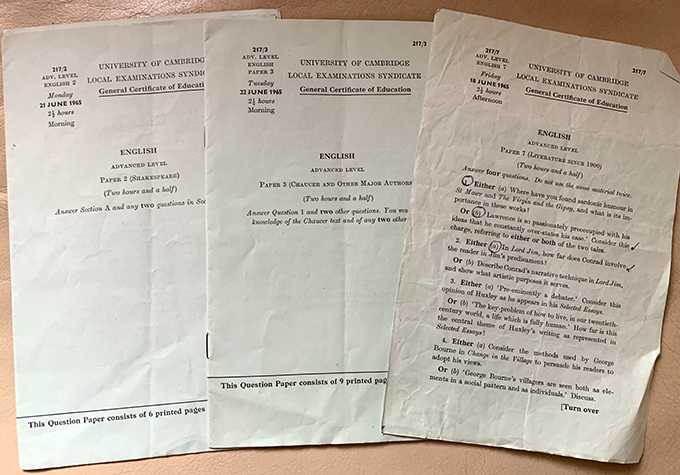 217/2
ADV. LEVEL
ENGLISH 2
Monday
21 JUNE 1965
2½ hours
Morning
UNIVERSITY OF CAMBRIDGE
LOCAL EXAMINATIONS SYNDICATE
General Certificate of Education
ENGLISH
ADVANCED LEVEL
PAPER 2 (SHAKESPEARE)
(Two hours and a half)
Answer Section A and any two questions in
This Question Paper consists of 6 printed pages
217/3
217/3
ADV. LEVEL
ENGLISH
PAPER 3
Tuesday
22 JUNE 1965
2½ hours
Morning
UNIVERSITY OF CAMBRIDGE
LOCAL EXAMINATIONS SYNDICATE
General Certificate of Education
ENGLISH
ADVANCED LEVEL
PAPER 3 (CHAUCER AND OTHER MAJOR AUTHORS
(Two hours and a half)
Answer Question 1 and two other questions. You
knowledge of the Chaucer text and of any two other
This Question Paper consists of 9 printed
217/7
217/7
ADV. LEVEL
ENGLISH 7
Friday
18 JUNE 1965
2½ hours
Afternoon
UNIVERSITY OF CAMBRIDGE
LOCAL EXAMINATIONS SYNDICATE
General Certificate of Education
ENGLISH
ADVANCED LEVEL
PAPER 7 (LITERATURE SINCE 1900)
(Two hours and a half)
Answer four questions. Do not use the same material twice.
1. Either (a) Where have you found sardonic humour in
St Mawr and The Virgin and the Gipsy, and what is its im-
portance in these works?
Or (b) 'Lawrence is so passionately preoccupied with his
ideas that he constantly over-states his case.' Consider this
charge, referring to either or both of the two tales.
2. Either (a) In Lord Jim, how far does Conrad involve
the reader in Jim's predicament?
Or (b) Describe Conrad's narrative technique in Lord Jim,
and show what artistic purposes it serves.
3. Either (a) 'Pre-eminently a debater.' Consider this
opinion of Huxley as he appears in his Selected Essays.
Or (b) 'The key-problem of how to live, in our twentieth-
century world, a life which is fully human.' How far is this
the central theme of Huxley's writing as represented in
Selected Essays?
4. Either (a) Consider the methods used by George
Bourne in Change in the Village to persuade his readers to
adopt his views.
Or (b) 'George Bourne's villagers are seen both as ele-
ments in a social pattern and as individuals.' Discuss.
[Turn over